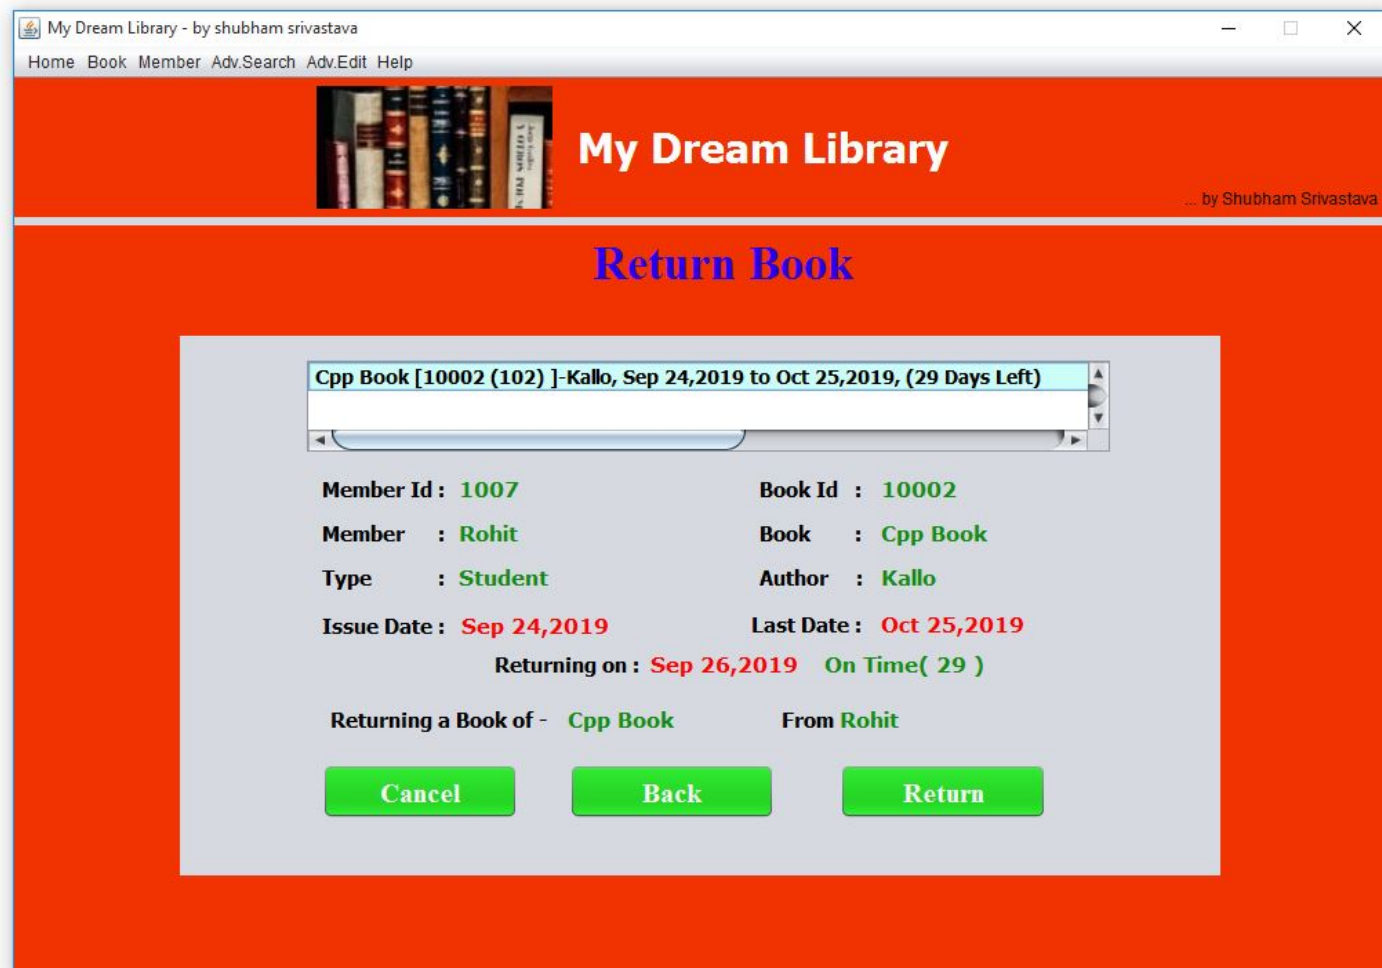 My Dream Library - by shubham srivastava
Home Book Member Adv.Search Adv.Edit Help
My Dream Library
... by Shubham Srivastava
Return Book
Cpp Book [10002 (102) ]-Kallo, Sep 24,2019 to Oct 25,2019, (29 Days Left)
Member Id : 1007 Book Id : 10002
Member : Rohit Book : Cpp Book
Type : Student Author : Kallo
Issue Date : Sep 24,2019 Last Date : Oct 25,2019
Returning on : Sep 26,2019 On Time( 29 )
Returning a Book of - Cpp Book From Rohit
Cancel Back Return